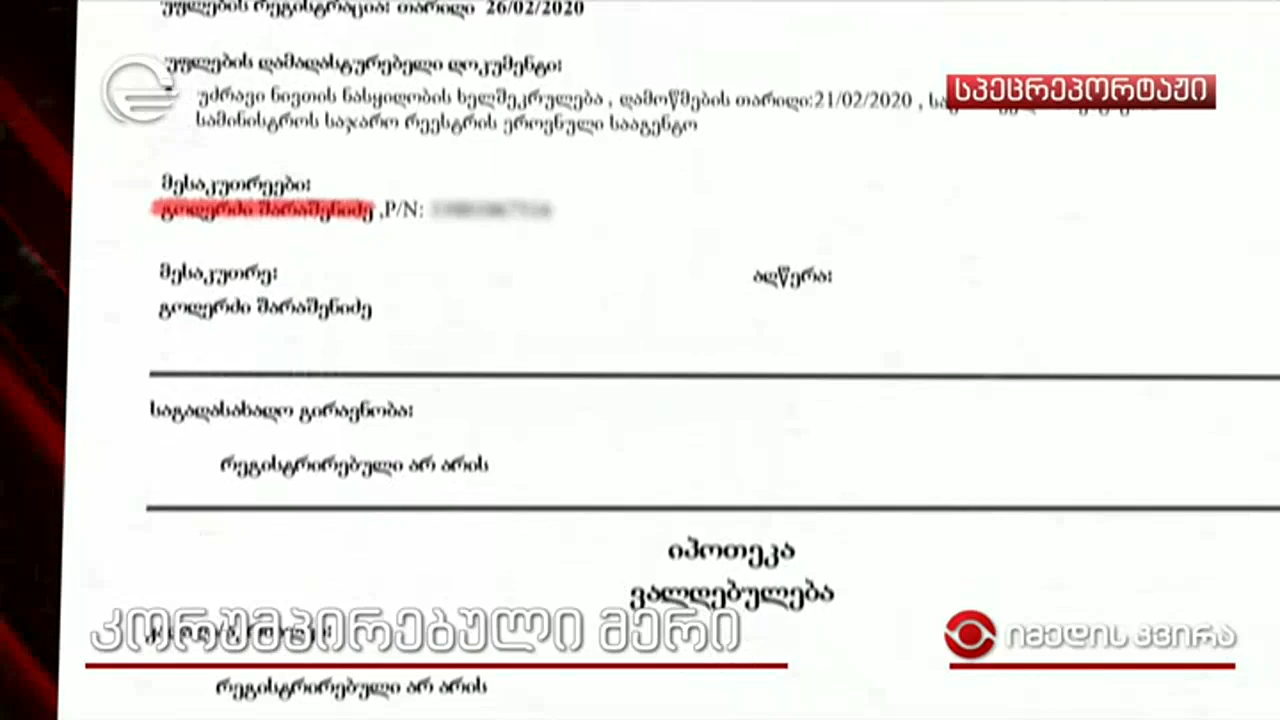 უფლების რეგისტრაცია: თარიღი 26/02/2020
უფლების დამადასტურებელი დოკუმენტი:
სპეცრეპორტაჟი
უძრავი ნივთის ნასყიდობის ხელშეკრულება , დამოწმების თარიღი:21/02/2020 ,
სამინისტროს საჯარო რეესტრის ეროვნული სააგენტო
მესაკუთრეები:
გოდერძი შარაშენიძე ,P/N:
მესაკუთრე:
აღწერა:
გოდერძი შარაშენიძე
საგადასახადო გირავნობა:
რეგისტრირებული არ არის
იპოთეკა
ვალდებულება
კორუმპირებული მერი
იმედის კვირა
რეგისტრირებული არ არის